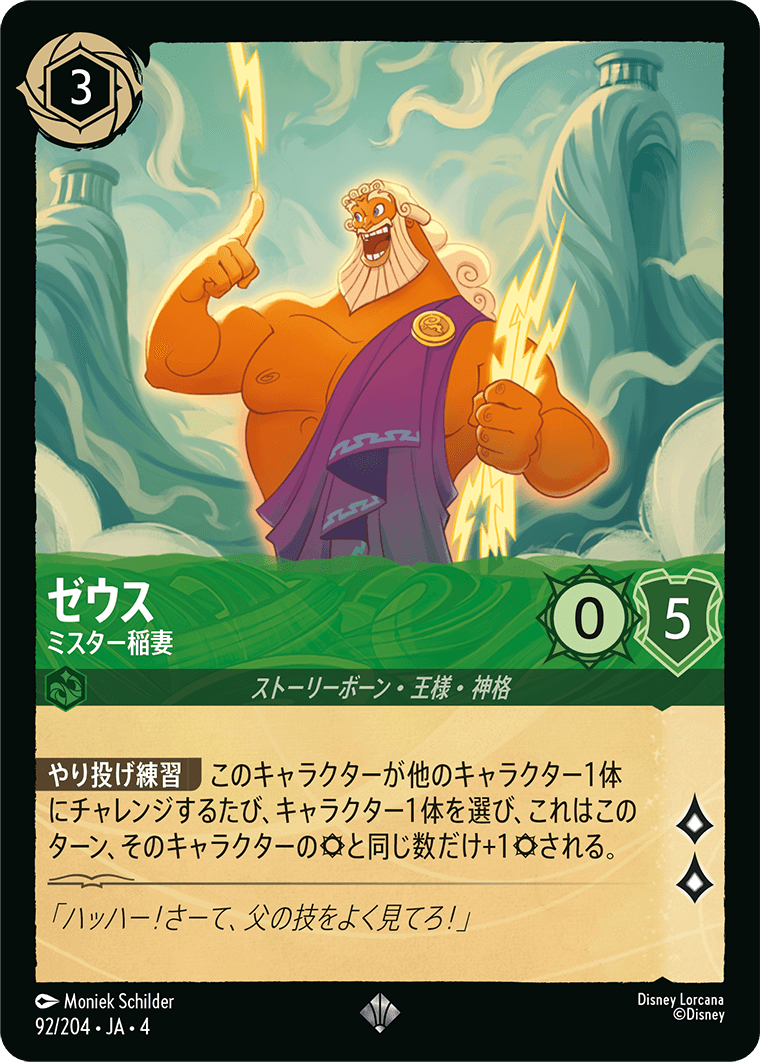 3
ゼウス
ミスター稲妻
0
5
ストーリーボーン・王様・神格
やり投げ練習 このキャラクターが他のキャラクター1体
にチャレンジするたび、キャラクター1体を選び、これはこの
ターン、そのキャラクターの¤と同じ数だけ+1¤される。
「ハッハー!さーて、父の技をよく見てろ!」
Moniek Schilder
92/204・JA・4
Disney Lorcana
©Disney